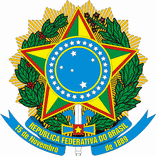 REPÚBLICA FEDERATIVA DO BRASIL
15 de Novembro
de 1889